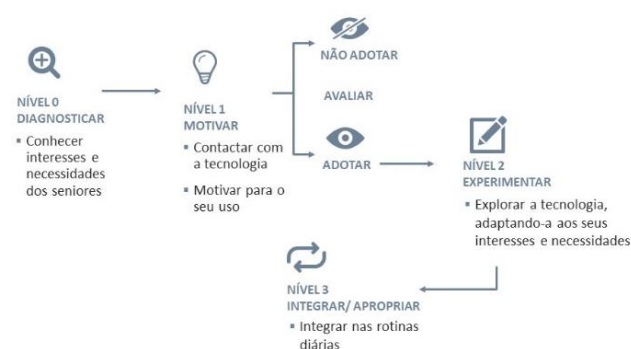 NÍVEL 0
DIAGNOSTICAR
▪ Conhecer
interesses e
necessidades
dos seniores
NÍVEL 1
MOTIVAR
▪ Contactar com
a tecnologia
▪ Motivar para o
seu uso
NÃO ADOTAR
AVALIAR
ADOTAR
NÍVEL 2
EXPERIMENTAR
▪ Explorar a tecnologia,
adaptando-a aos seus
interesses e necessidades
NÍVEL 3
INTEGRAR/ APROPRIAR
▪ Integrar nas rotinas
diárias